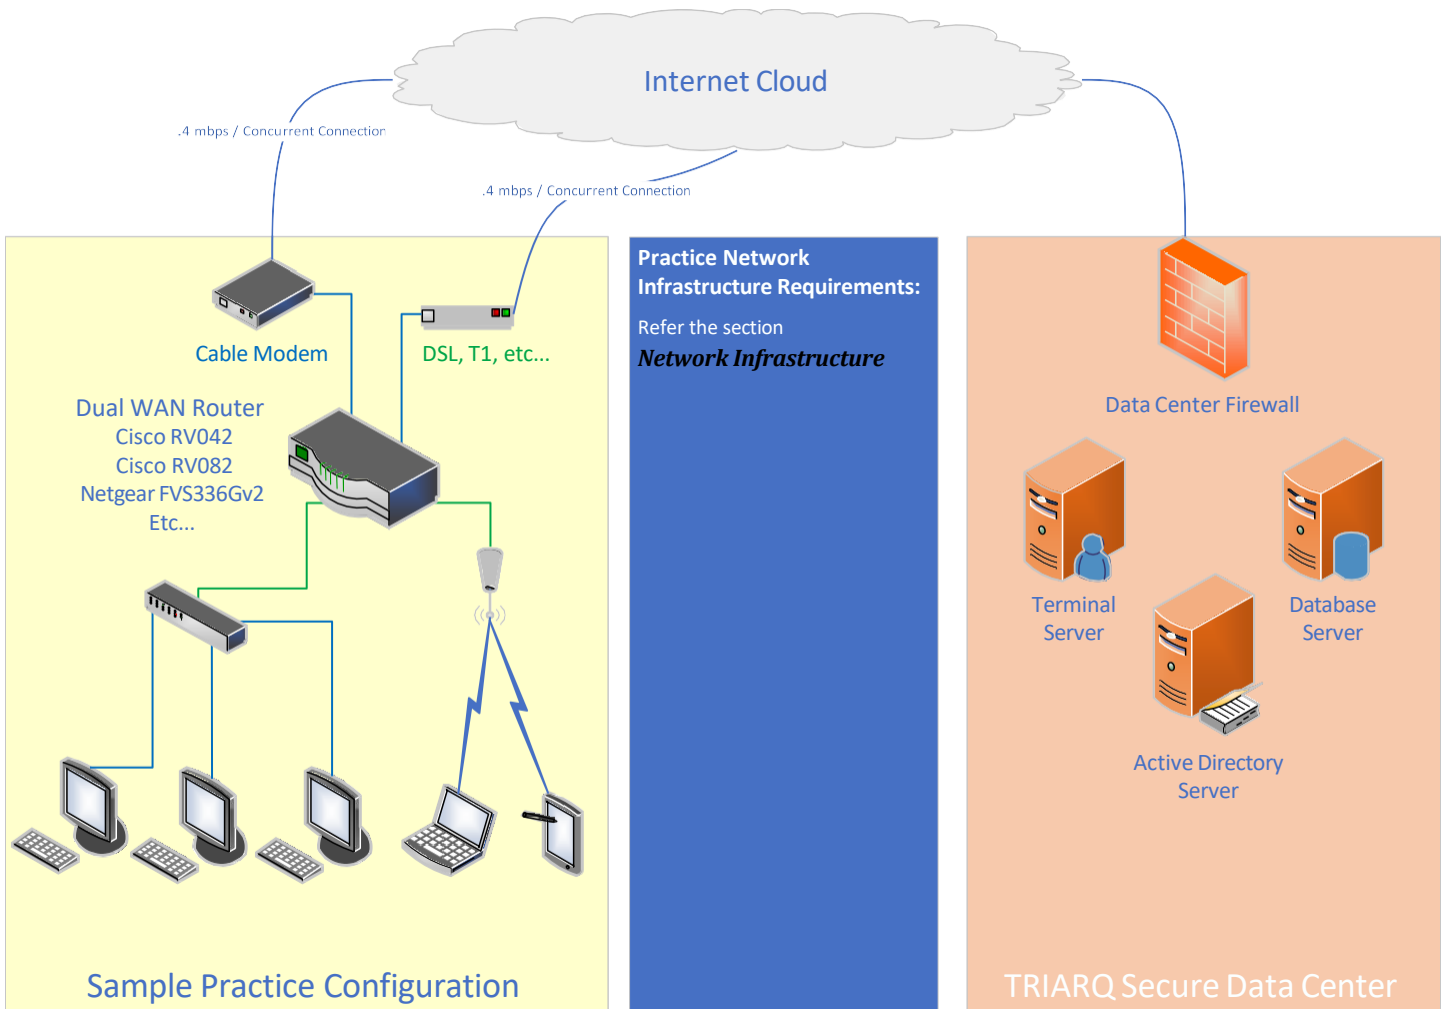 Internet Cloud
.4 mbps / Concurrent Connection
.4 mbps / Concurrent Connection
Cable Modem
DSL, T1, etc...
Dual WAN Router
Cisco RV042
Cisco RV082
Netgear FVS336Gv2
Etc...
Sample Practice Configuration
Practice Network
Infrastructure Requirements:
Refer the section
Network Infrastructure
Data Center Firewall
Terminal
Server
Database
Server
Active Directory
Server
TRIARQ Secure Data Center